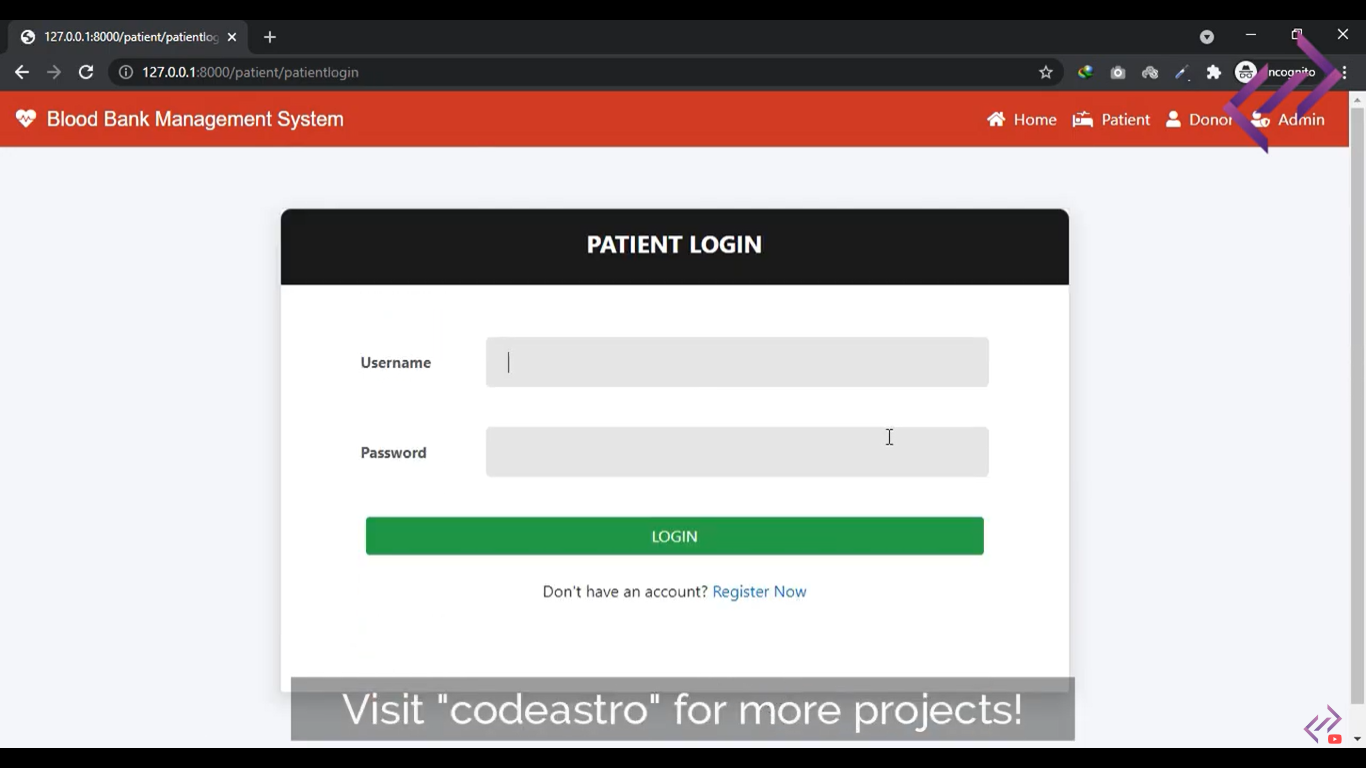 127.0.0.1:8000/patient/patientlog
127.0.0.1:8000/patient/patientlogin
Incognito
Blood Bank Management System
Home Patient Donor Admin
PATIENT LOGIN
Username
Password
LOGIN
Don't have an account? Register Now
Visit "codeastro" for more projects!